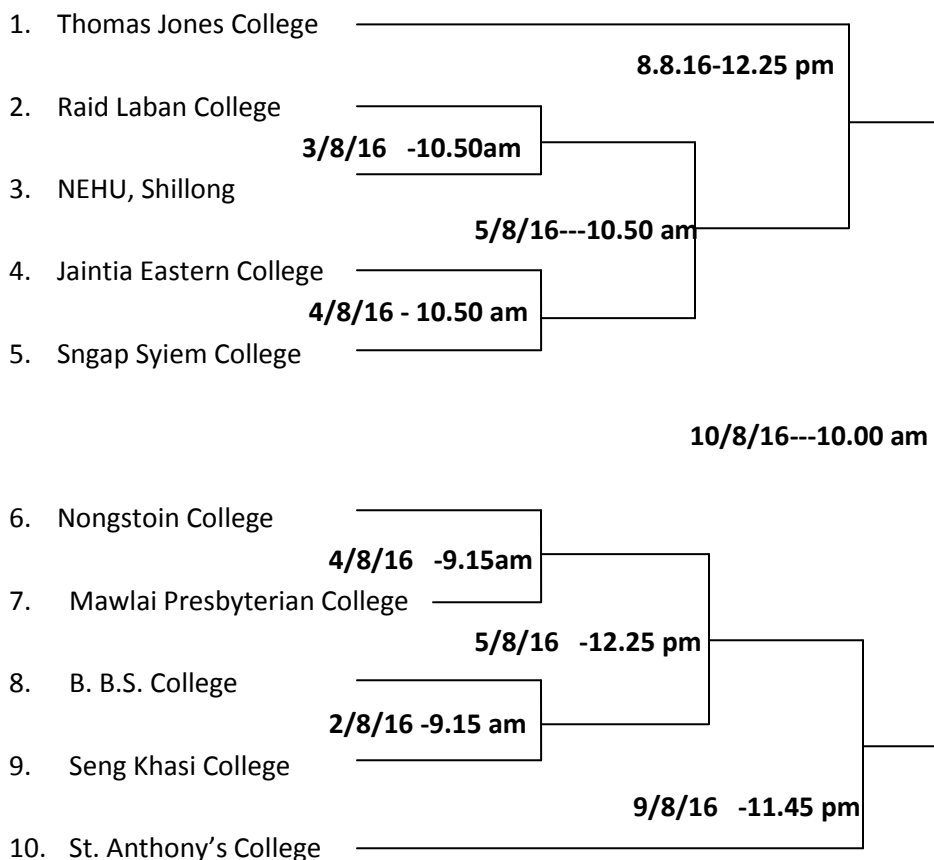 1. Thomas Jones College
8.8.16-12.25 pm
2. Raid Laban College
3/8/16 -10.50am
3. NEHU, Shillong
5/8/16---10.50 am
4. Jaintia Eastern College
4/8/16 - 10.50 am
5. Sngap Syiem College
10/8/16---10.00 am
6. Nongstoin College
4/8/16 -9.15am
7. Mawlai Presbyterian College
5/8/16 -12.25 pm
8. B. B.S. College
2/8/16 -9.15 am
9. Seng Khasi College
9/8/16 -11.45 pm
10. St. Anthony’s College